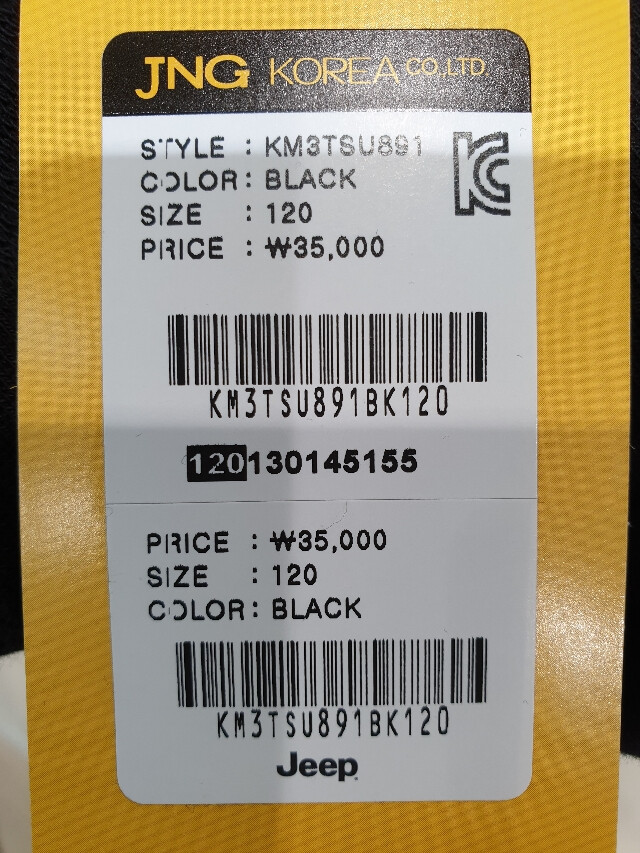 JNG KOREA CO.LTD
STYLE : KM3TSU891
COLOR : BLACK
SIZE : 120
PRICE : ₩35,000
KM3TSU891BK120
120130145155
PRICE : ₩35,000
SIZE : 120
COLOR : BLACK
KM3TSU891BK120
Jeep